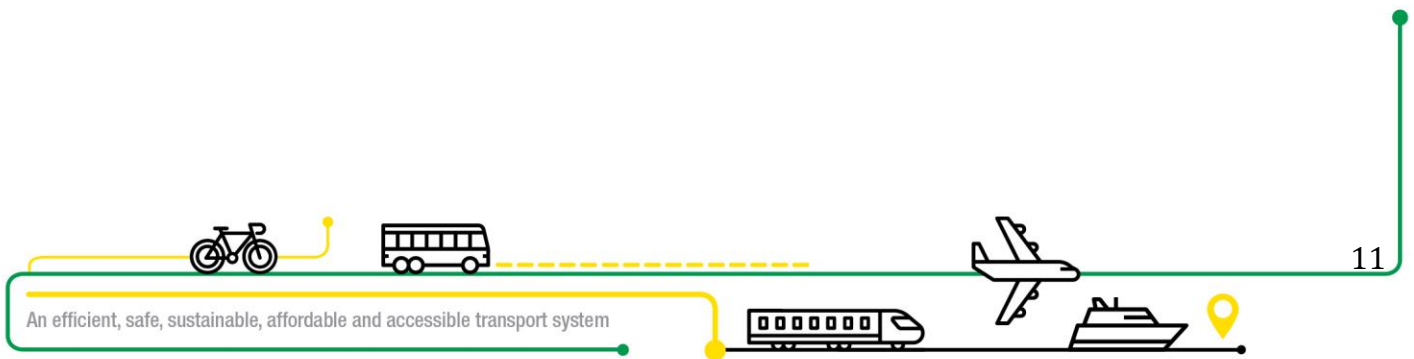 11
An efficient, safe, sustainable, affordable and accessible transport system